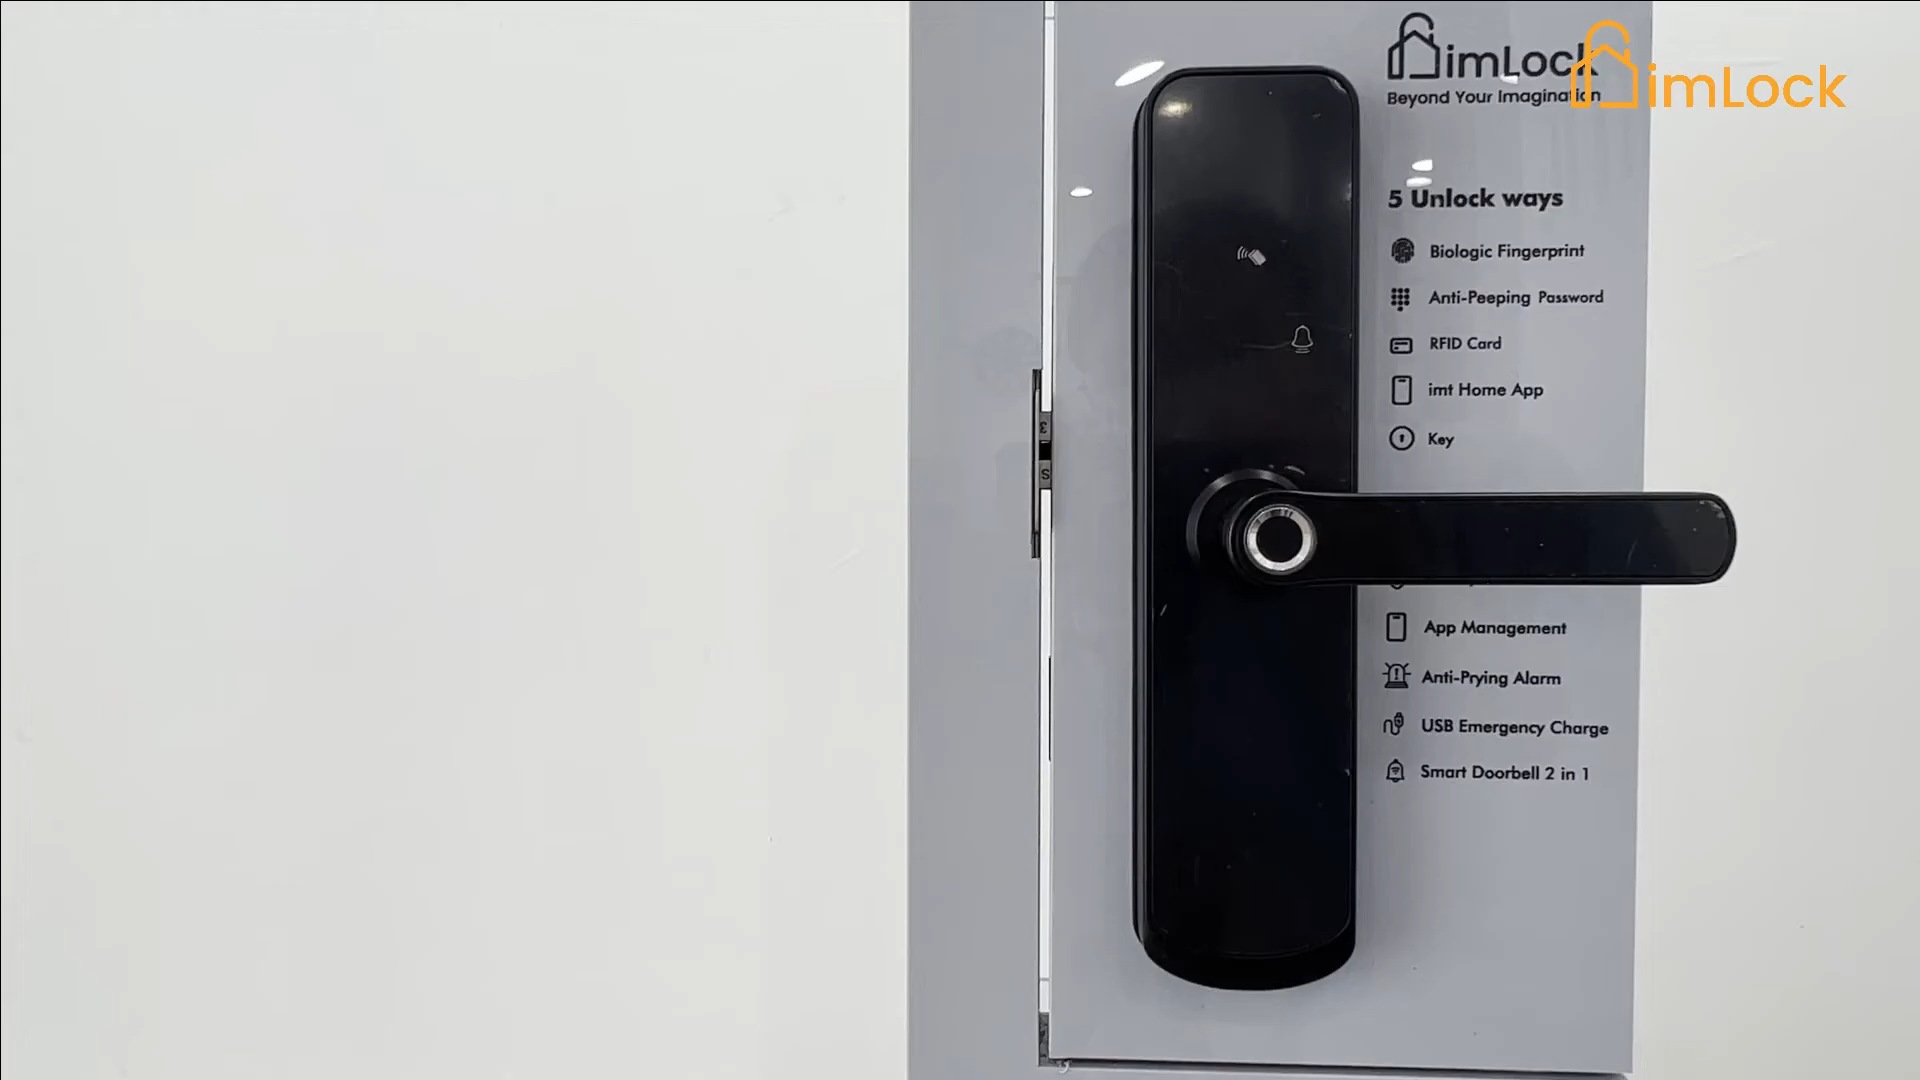 imLock
Beyond Your Imagination
imLock
5 Unlock ways
Biologic Fingerprint
Anti-Peeping Password
RFID Card
imt Home App
Key
App Management
Anti-Prying Alarm
USB Emergency Charge
Smart Doorbell 2 in 1